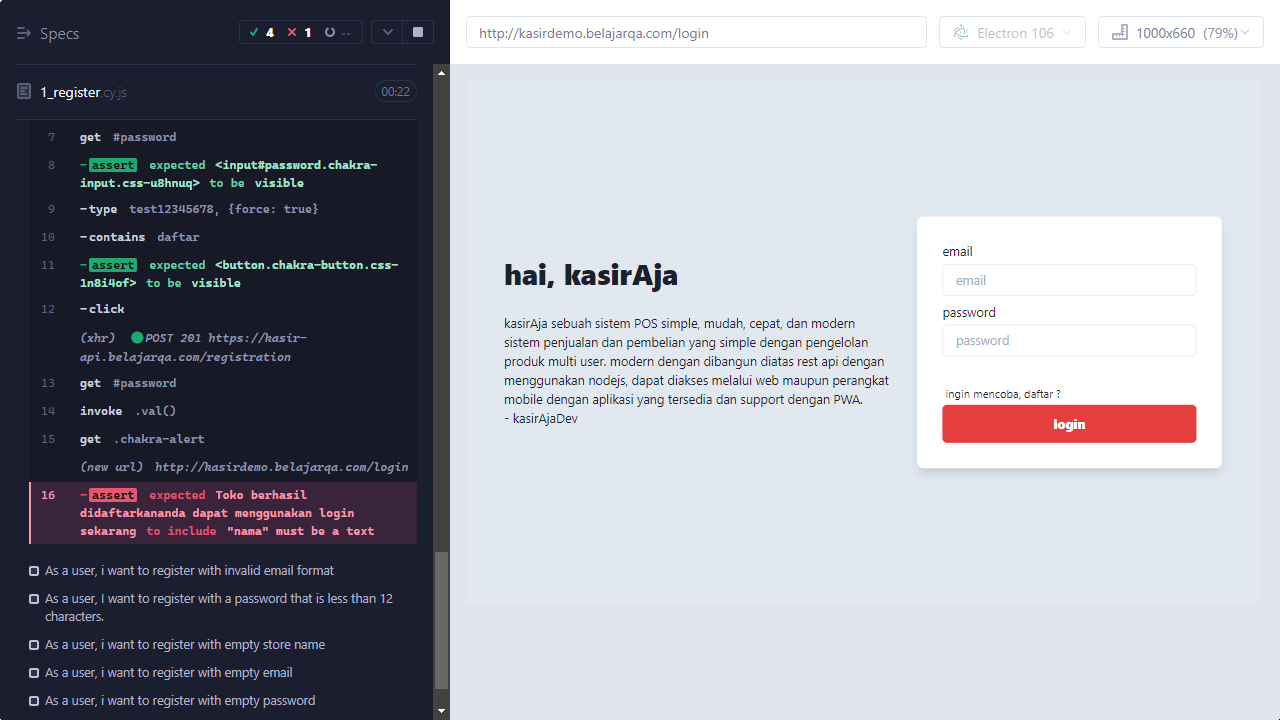 Specs
4 1 --
1_register.cy.js 00:22
7 get #password
8 -assert expected <input#password.chakra-
input.css-u8hnuq> to be visible
9 -type test12345678, {force: true}
10 -contains daftar
11 -assert expected <button.chakra-button.css-
1n8i4of> to be visible
12 -click
(xhr) POST 201 https://kasir-
api.belajarqa.com/registration
13 get #password
14 invoke .val()
15 get .chakra-alert
(new url) http://kasirdemo.belajarqa.com/login
16 -assert expected Toko berhasil
didaftarkananda dapat menggunakan login
sekarang to include "nama" must be a text
As a user, i want to register with invalid email format
As a user, I want to register with a password that is less than 12
characters.
As a user, i want to register with empty store name
As a user, i want to register with empty email
As a user, i want to register with empty password
http://kasirdemo.belajarqa.com/login
Electron 106
1000x660 (79%)
hai, kasirAja
kasirAja sebuah sistem POS simple, mudah, cepat, dan modern
sistem penjualan dan pembelian yang simple dengan pengelolan
produk multi user. modern dengan dibangun diatas rest api dengan
menggunakan nodejs, dapat diakses melalui web maupun perangkat
mobile dengan aplikasi yang tersedia dan support dengan PWA.
- kasirAjaDev
email
email
password
password
ingin mencoba, daftar ?
login